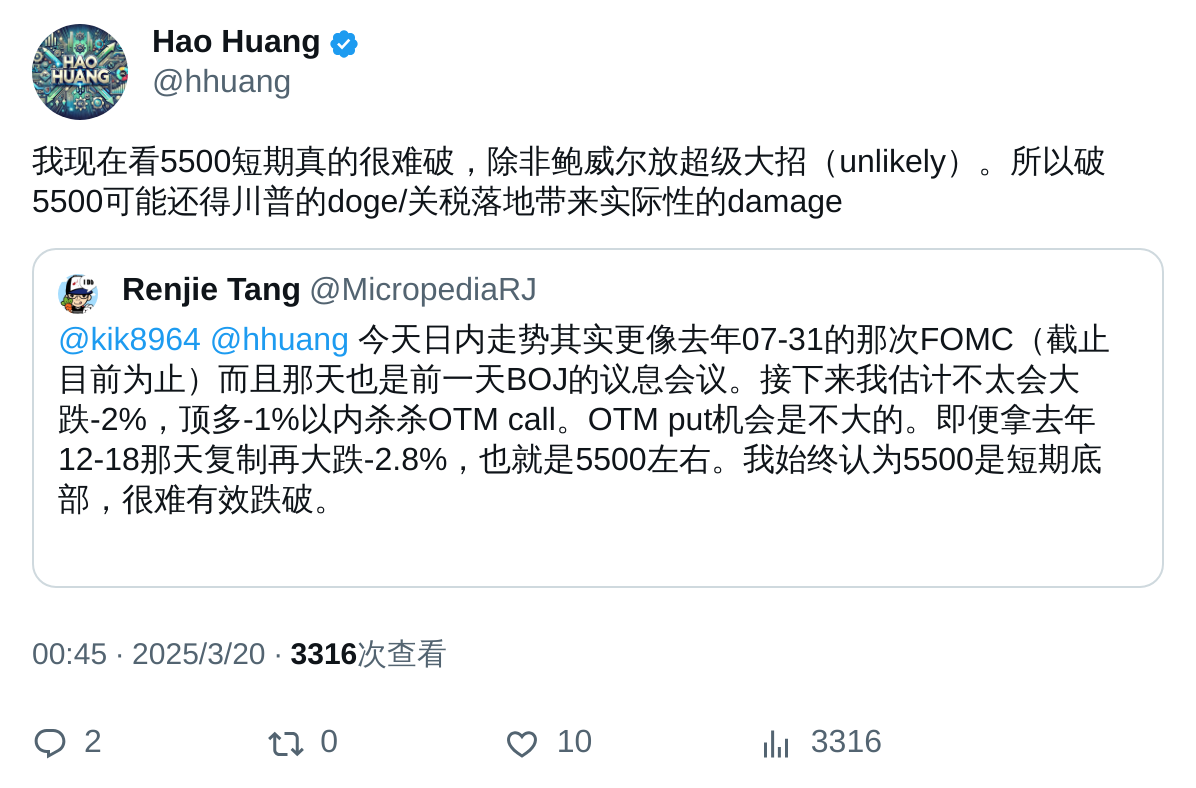 HAO
HUANG
Hao Huang
@hhuang
我现在看5500短期真的很难破，除非鲍威尔放超级大招（unlikely）。所以破
5500可能还得川普的doge/关税落地带来实际性的damage
Renjie Tang @MicropediaRJ
@kik8964 @hhuang 今天日内走势其实更像去年07-31的那次FOMC（截止
目前为止）而且那天也是前一天BOJ的议息会议。接下来我估计不太会大
跌-2%，顶多-1%以内杀杀OTM call。OTM put机会是不大的。即便拿去年
12-18那天复制再大跌-2.8%，也就是5500左右。我始终认为5500是短期底
部，很难有效跌破。
00:45 · 2025/3/20 · 3316次查看
2 0 10 3316